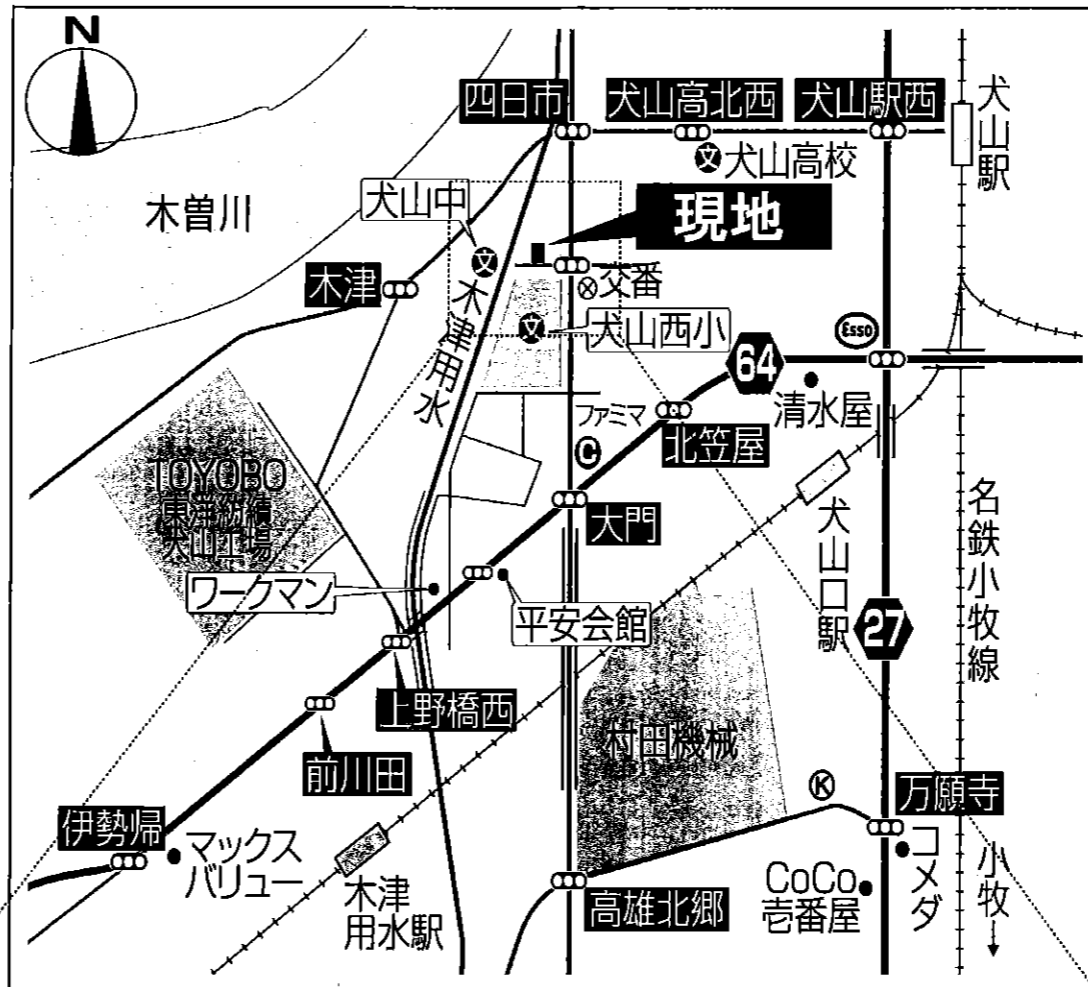 N
四日市
犬山高北西
犬山駅西
犬山駅
文
犬山高校
犬山中
木曽川
現地
文
木津
交番
木津用水
文
犬山西小
Esso
64
清水屋
ファミマ
北笠屋
C
TOYOBO
東洋紡績
犬山工場
大門
犬山口駅
名鉄小牧線
ワークマン
平安会館
27
上野橋西
村田機械
前川田
K
万願寺
伊勢帰
マックス
バリュー
コメダ
小牧
木津
用水駅
高雄北郷
CoCo
壱番屋